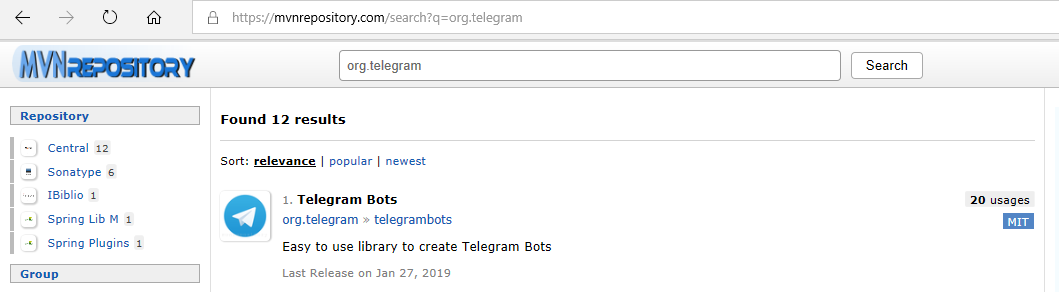 https://mvnrepository.com/search?q=org.telegram
MVNREPOSITORY
org.telegram
Search
Repository
Central 12
Sonatype 6
IBiblio 1
Spring Lib M 1
Spring Plugins 1
Group
Found 12 results
Sort: relevance | popular | newest
1. Telegram Bots
20 usages
org.telegram » telegrambots
MIT
Easy to use library to create Telegram Bots
Last Release on Jan 27, 2019